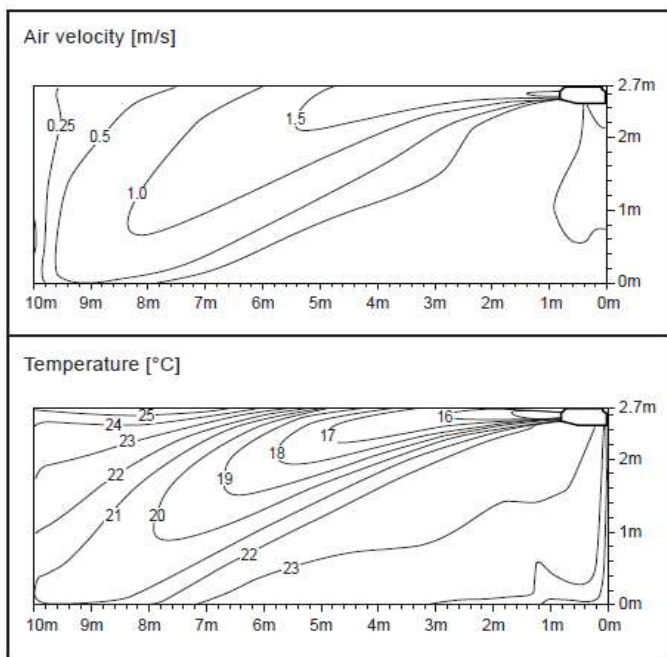 Air velocity [m/s]
2.7m
0.25
0.5
1.5
2m
1.0
1m
0m
10m 9m 8m 7m 6m 5m 4m 3m 2m 1m 0m
Temperature [°C]
2.7m
25
24
23
16
17
22
18
2m
19
21
20
1m
22
23
0m
10m 9m 8m 7m 6m 5m 4m 3m 2m 1m 0m